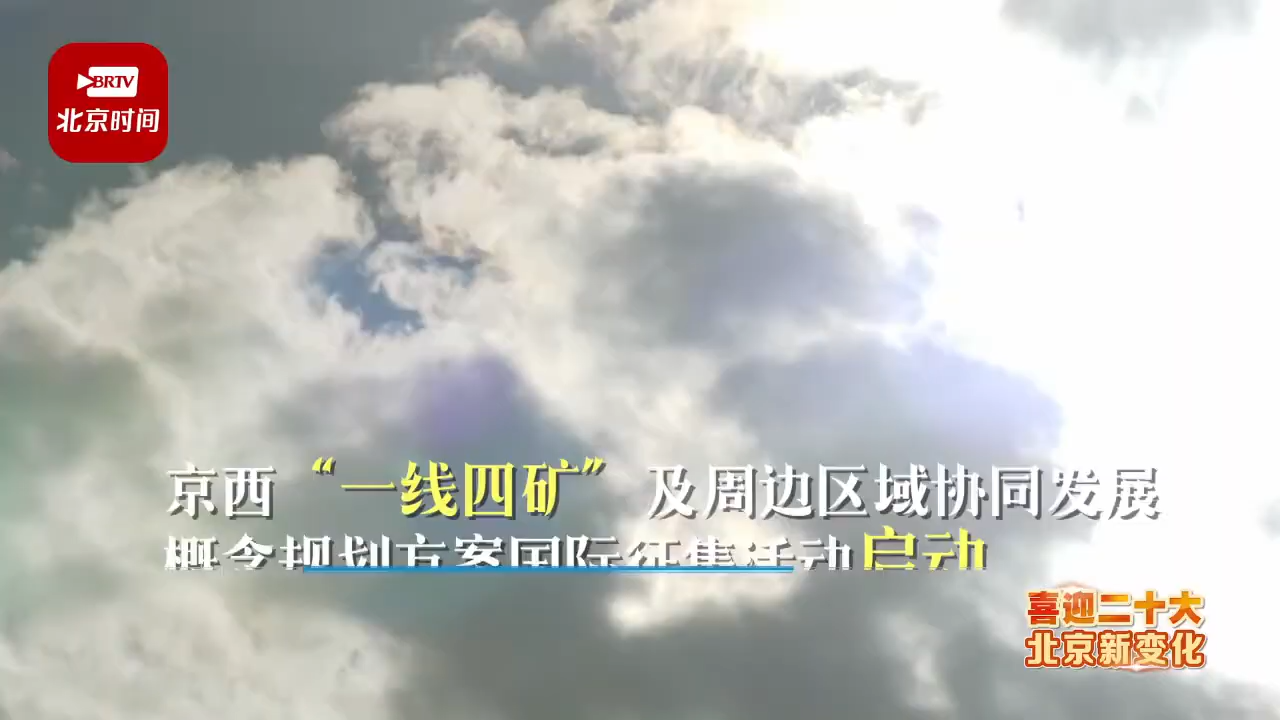 BRTV
北京时间
京西“一线四矿”及周边区域协同发展
概念规划方案国际征集活动启动
喜迎二十大
北京新变化